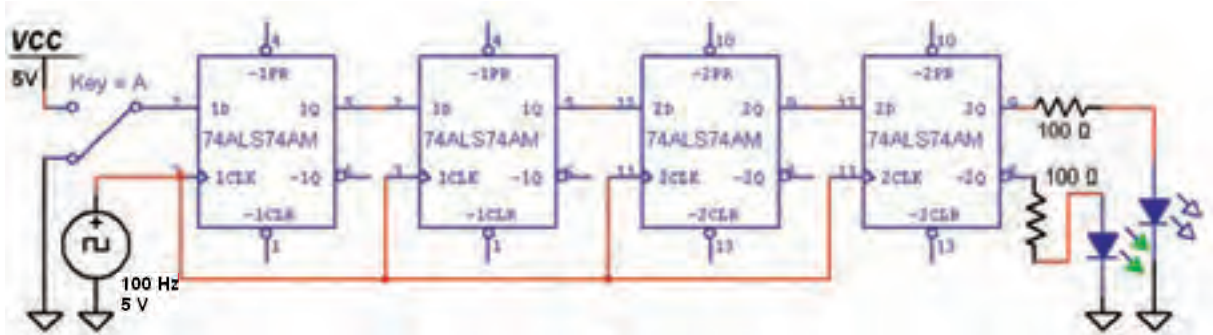 VCC
5V
Key = A
4
~1PR
2
1D
1Q
5
74ALS74AM
3
1CLK
~1Q
6
~1CLR
1
4
~1PR
2
1D
1Q
5
74ALS74AM
3
1CLK
~1Q
6
~1CLR
1
10
~2PR
12
2D
2Q
9
74ALS74AM
11
2CLK
~2Q
8
~2CLR
13
10
~2PR
12
2D
2Q
9
74ALS74AM
11
2CLK
~2Q
8
~2CLR
13
100 Ω
100 Ω
100 Hz
5 V